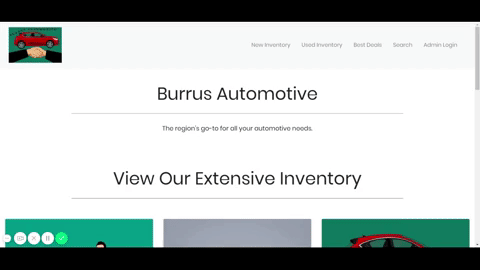 New Inventory
Used Inventory
Best Deals
Search
Admin Login
Burrus Automotive
The region's go-to for all your automotive needs.
View Our Extensive Inventory